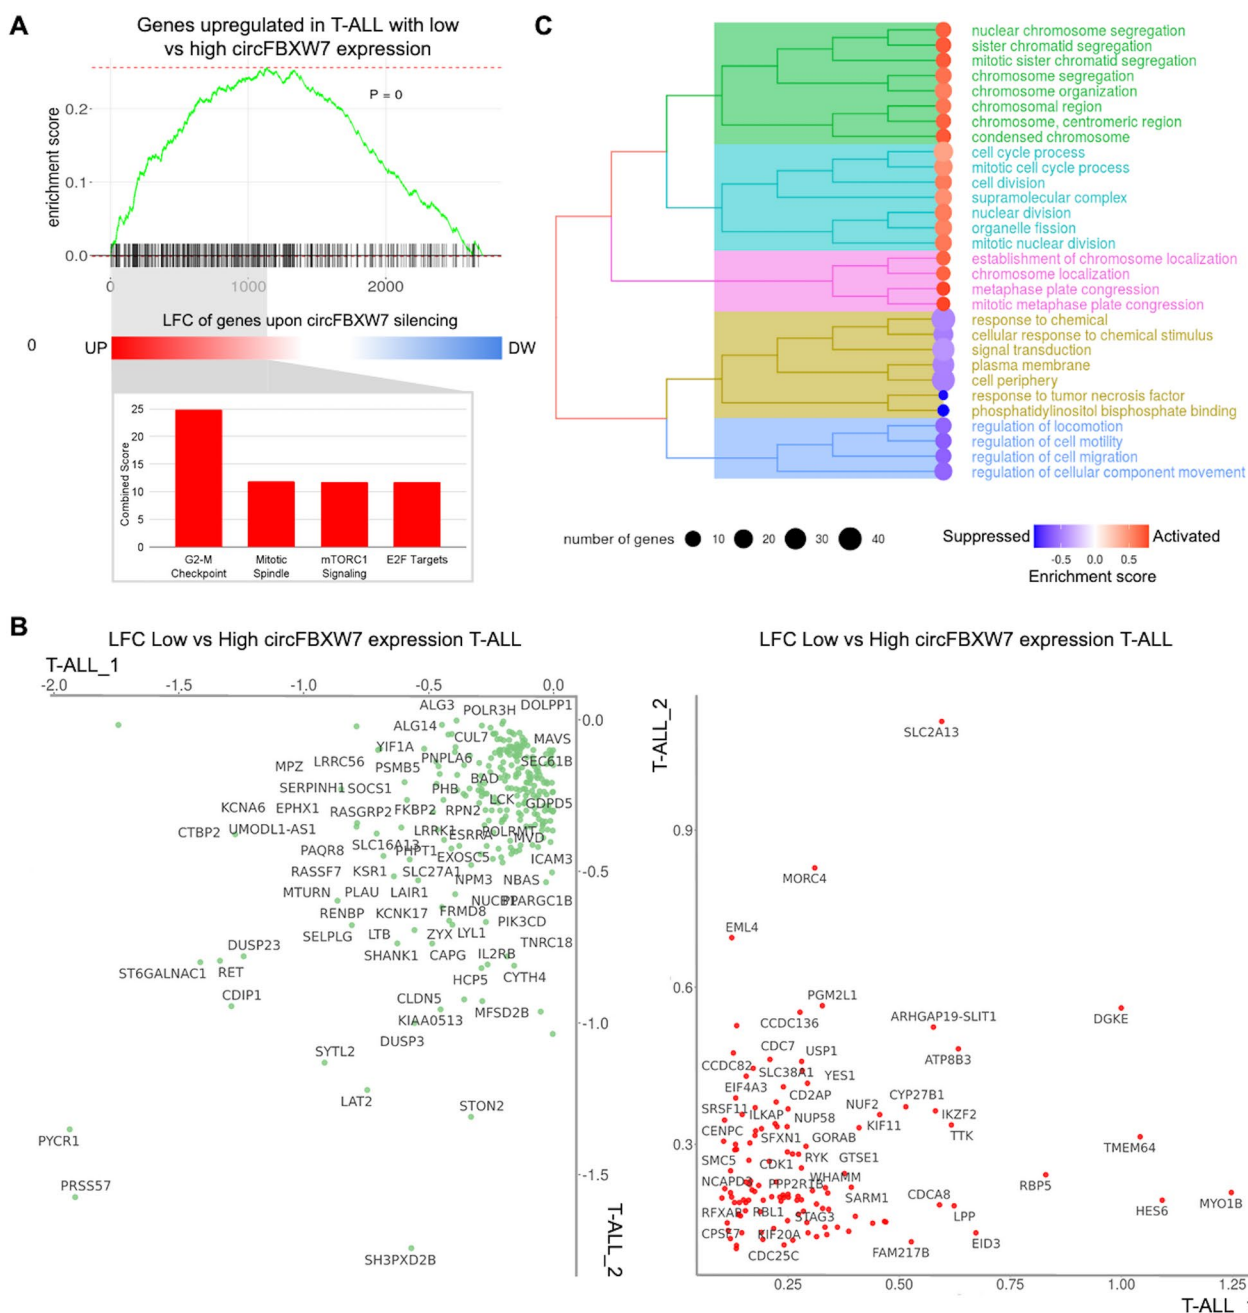 A
Genes upregulated in T-ALL with low
vs high circFBXW7 expression
P = 0
enrichment score
0.2
0.1
0.0
0
1000
2000
LFC of genes upon circFBXW7 silencing
0
UP
DW
Combined Score
25
20
15
10
5
0
G2-M
Checkpoint
Mitotic
Spindle
mTORC1
Signaling
E2F Targets
C
nuclear chromosome segregation
sister chromatid segregation
mitotic sister chromatid segregation
chromosome segregation
chromosome organization
chromosomal region
chromosome, centromeric region
condensed chromosome
cell cycle process
mitotic cell cycle process
cell division
supramolecular complex
nuclear division
organelle fission
mitotic nuclear division
establishment of chromosome localization
chromosome localization
metaphase plate congression
mitotic metaphase plate congression
response to chemical
cellular response to chemical stimulus
signal transduction
plasma membrane
cell periphery
response to tumor necrosis factor
phosphatidylinositol bisphosphate binding
regulation of locomotion
regulation of cell motility
regulation of cell migration
regulation of cellular component movement
number of genes 10 20 30 40
Suppressed Activated
-0.5 0.0 0.5
Enrichment score
B
LFC Low vs High circFBXW7 expression T-ALL
T-ALL_1
-2.0 -1.5 -1.0 -0.5 0.0
ALG3 POLR3H DOLPP1
0.0
ALG14 CUL7 MAVS
YIF1A PNPLA6 SEC61B
MPZ LRRC56 PSMB5
BAD
SERPINH1 SOCS1 PHB
LCK GDPD5
KCNA6 EPHX1 RASGRP2 FKBP2 RPN2
CTBP2 UMODL1-AS1 LRRK1 ESRRA POLRMT MVD
PAQR8 SLC16A13 PHPT1 EXOSC5 ICAM3
-0.5
RASSF7 KSR1 SLC27A1 NPM3 NBAS
MTURN PLAU LAIR1 NUCB1 PPARGC1B
RENBP KCNK17 FRMD8 PIK3CD
SELPLG LTB ZYX LYL1 TNRC18
DUSP23 SHANK1 CAPG IL2RB
ST6GALNAC1 RET HCP5 CYTH4
CDIP1 CLDN5 MFSD2B
KIAA0513
-1.0
DUSP3
SYTL2
LAT2 STON2
PYCR1
-1.5
PRSS57
SH3PXD2B
T-ALL_2
LFC Low vs High circFBXW7 expression T-ALL
T-ALL_2
SLC2A13
0.9
MORC4
EML4
0.6
PGM2L1
CCDC136 ARHGAP19-SLIT1 DGKE
CDC7 USP1 ATP8B3
CCDC82 SLC38A1 YES1
EIF4A3 CD2AP CYP27B1
SRSF11 ILKAP NUP58 NUF2 IKZF2
CENPC SFXN1 GORAB KIF11 TTK
0.3
TMEM64
SMC5 CDK1 RYK GTSE1
NCAPD3 PPP2R1B WHAMM RBP5
SARM1 CDCA8 MYO1B
RFXAP RBL1 STAG3 LPP HES6
CPSF7 KIF20A EID3
CDC25C FAM217B
0.25 0.50 0.75 1.00 1.25